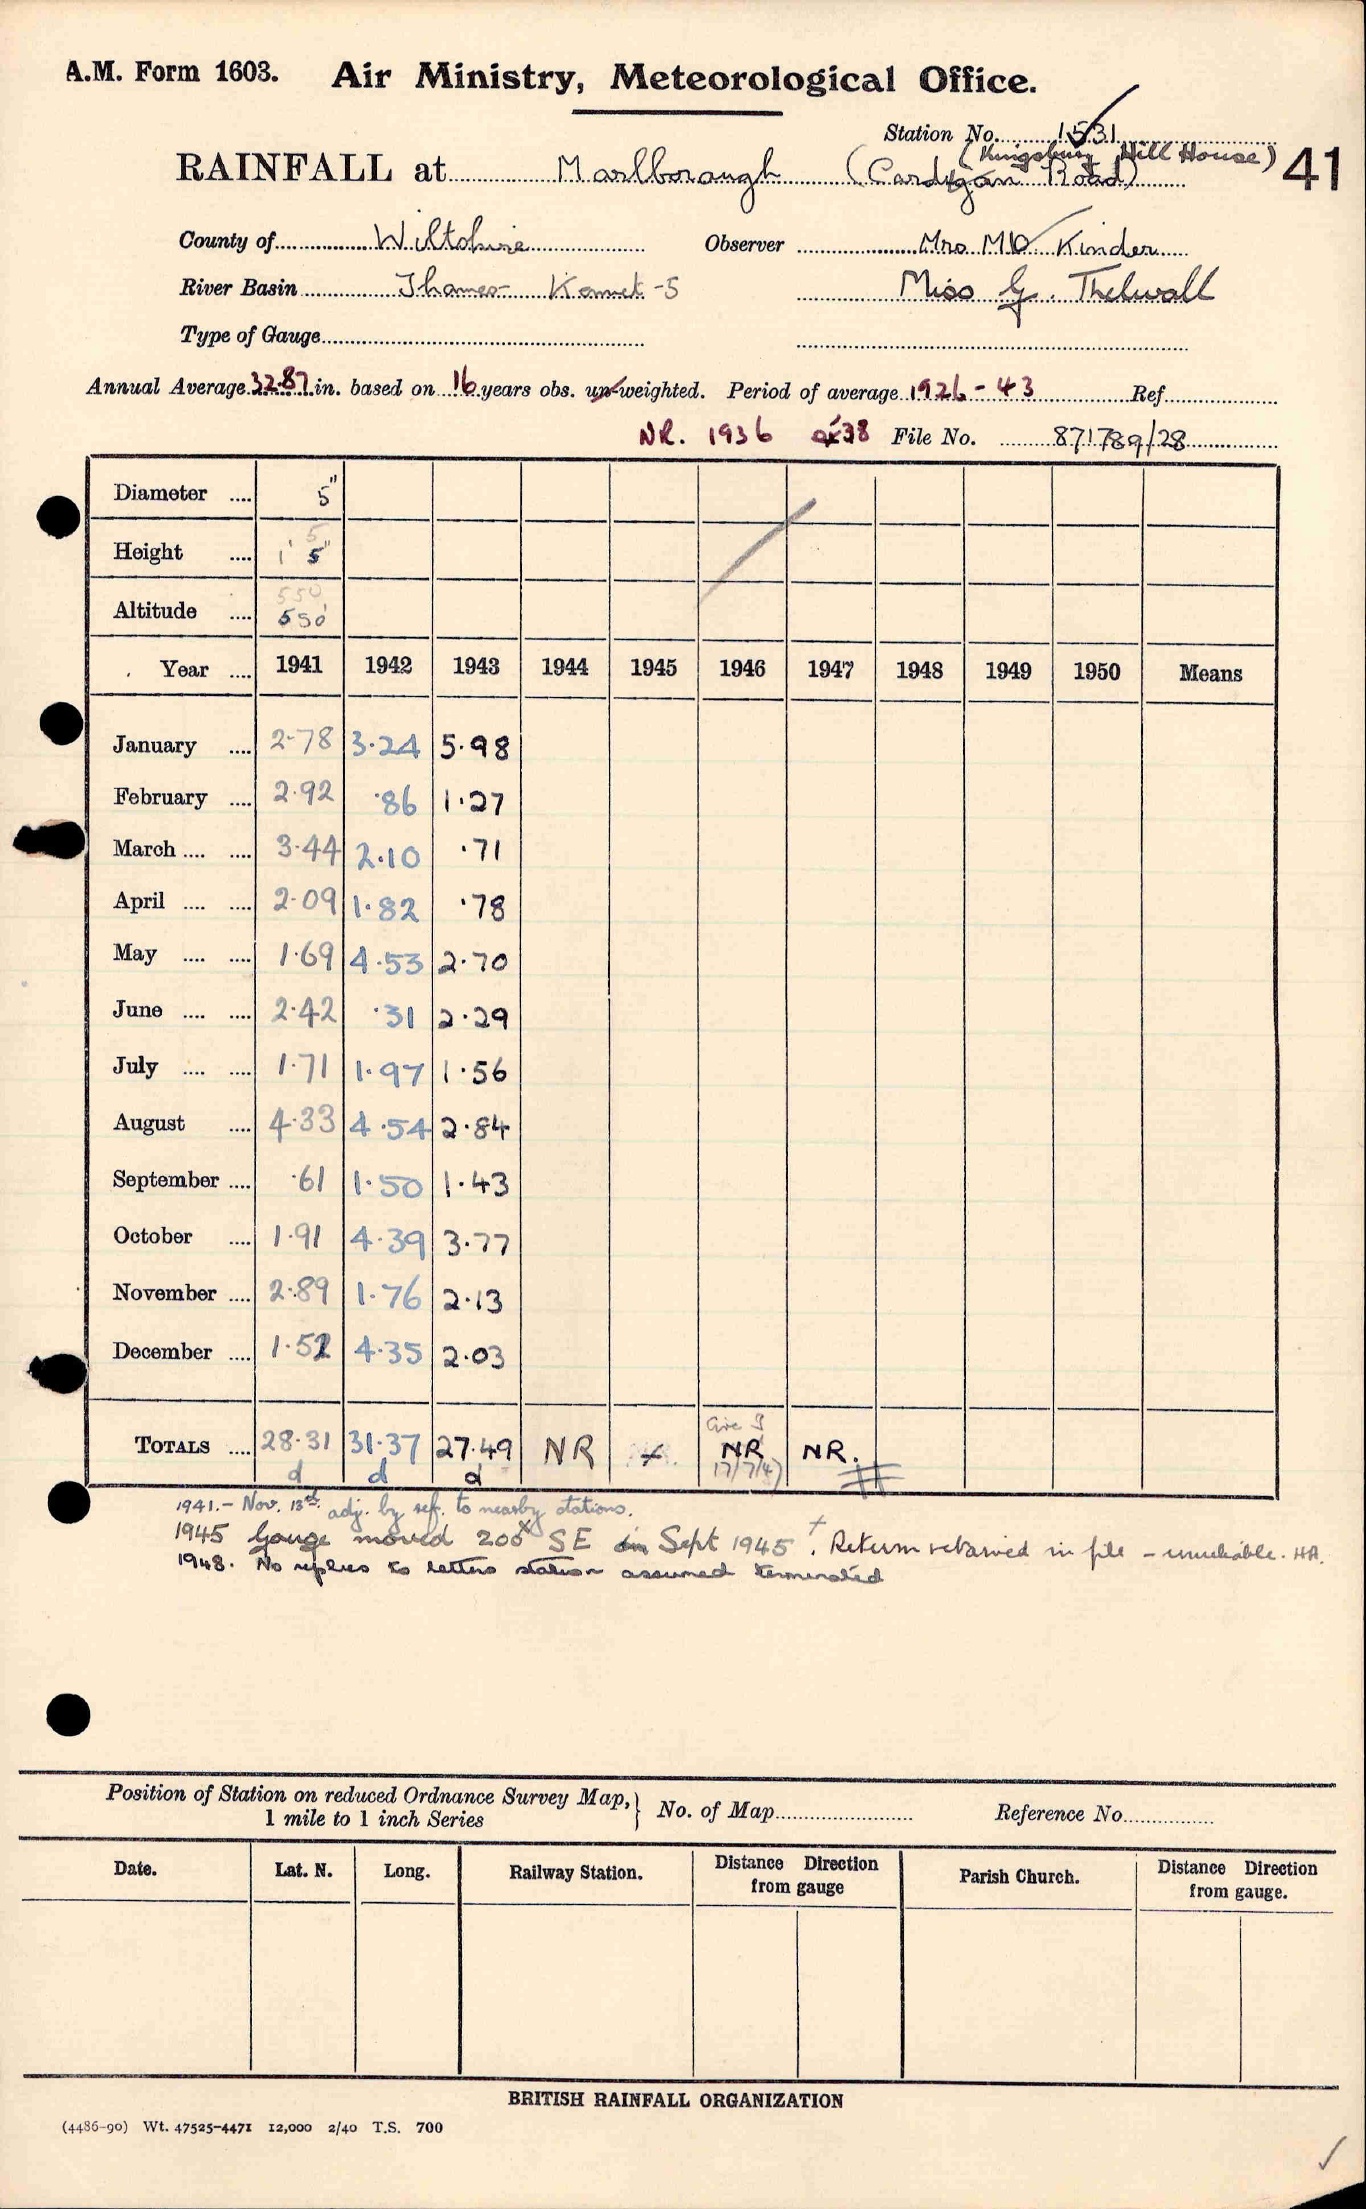 A.M. Form 1603. Air Ministry, Meteorological Office.
Station No. 1531
(Kingsbury Hill House) 41
RAINFALL at Marlborough (Cardigan Road)
County of Wiltshire Observer Mrs MD Kinder
River Basin Thames Kennet-5 Miss G. Thelwall
Type of Gauge
Annual Average 32.87 in. based on 16 years obs. un-weighted. Period of average 1926-43 Ref.
NR. 1936 38 File No. 871789/28
Diameter .... 5"
5
Height .... 1' 5"
550
Altitude .... 550'
Year .... 1941 1942 1943 1944 1945 1946 1947 1948 1949 1950 Means
January .... 2.78 3.24 5.98
February .... 2.92 .86 1.27
March .... .... 3.44 2.10 .71
April .... .... 2.09 1.82 .78
May .... .... 1.69 4.53 2.70
June .... .... 2.42 .31 2.29
July .... .... 1.71 1.97 1.56
August .... 4.33 4.54 2.84
September .... .61 1.50 1.43
October .... 1.91 4.39 3.77
November .... 2.89 1.76 2.13
December .... 1.52 4.35 2.03
TOTALS .... 28.31 31.37 27.49 NR + NR NR.
d d d 17/7/47
1941.- Nov. 13th adj. by ref. to nearby stations.
1945 Gauge moved 200x SE in Sept 1945 +. Return retained in file - unreliable. HA.
1948. No replies to letters station assumed terminated
Position of Station on reduced Ordnance Survey Map, } No. of Map Reference No.
1 mile to 1 inch Series
Date. Lat. N. Long. Railway Station. Distance Direction from gauge Parish Church. Distance Direction from gauge.
BRITISH RAINFALL ORGANIZATION
(4486-90) Wt. 47525-4471 12,000 2/40 T.S. 700